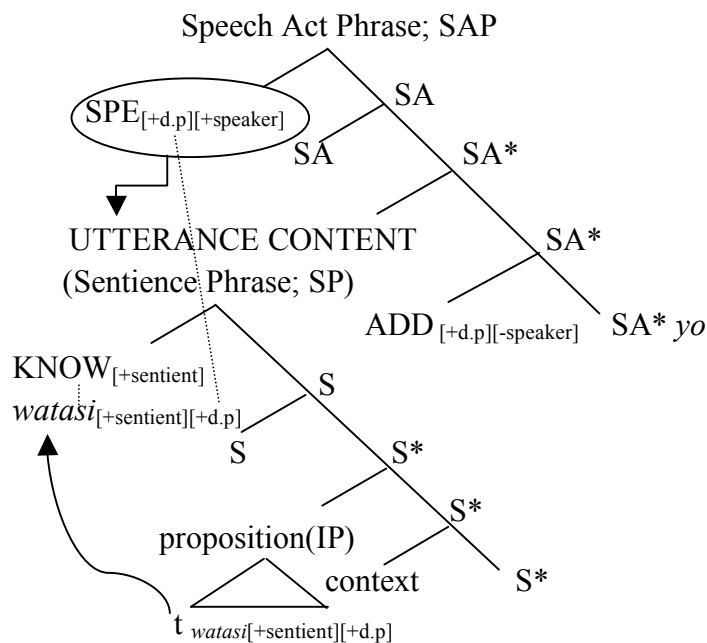 Speech Act Phrase; SAP
SPE[+d.p][+speaker]
SA
SA
SA*
UTTERANCE CONTENT
SA*
(Sentience Phrase; SP)
ADD [+d.p][-speaker]
SA* yo
KNOW[+sentient]
S
watasi[+sentient][+d.p]
S
S*
S*
proposition(IP)
context
S*
t watasi[+sentient][+d.p]